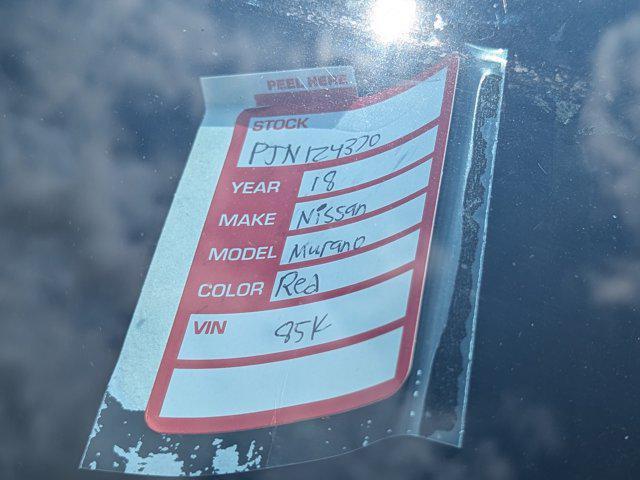 PEEL HERE
STOCK
PJN124370
YEAR 18
MAKE Nissan
MODEL Murano
COLOR Red
VIN 85K